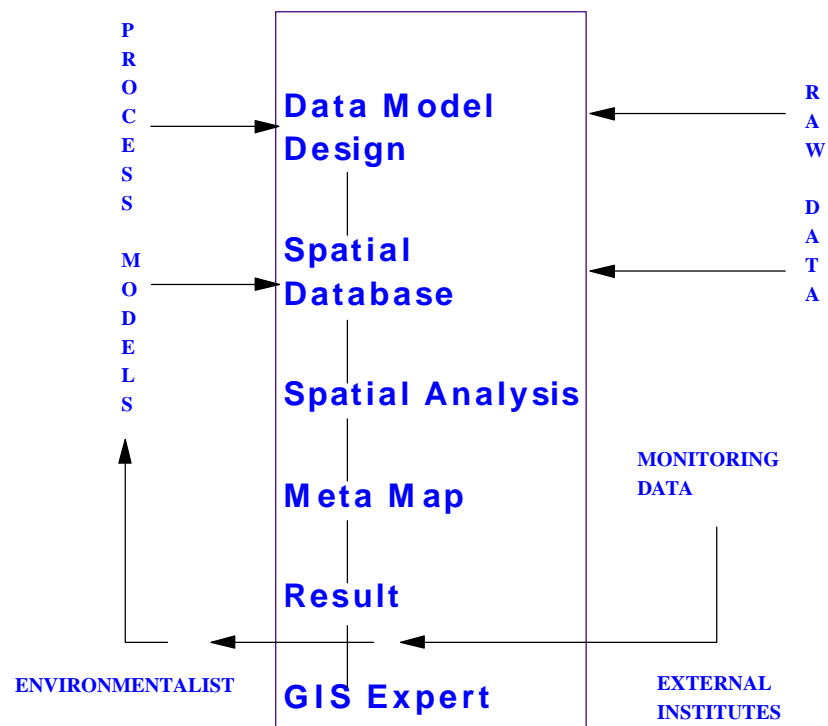 PROCESS MODELS
Data Model
Design
Spatial
Database
Spatial Analysis
Meta Map
Result
GIS Expert
RAW DATA
MONITORING
DATA
ENVIRONMENTALIST
EXTERNAL
INSTITUTES